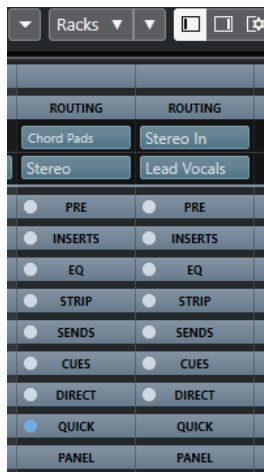 Racks
ROUTING ROUTING
Chord Pads Stereo In
Stereo Lead Vocals
PRE PRE
INSERTS INSERTS
EQ EQ
STRIP STRIP
SENDS SENDS
CUES CUES
DIRECT DIRECT
QUICK QUICK
PANEL PANEL